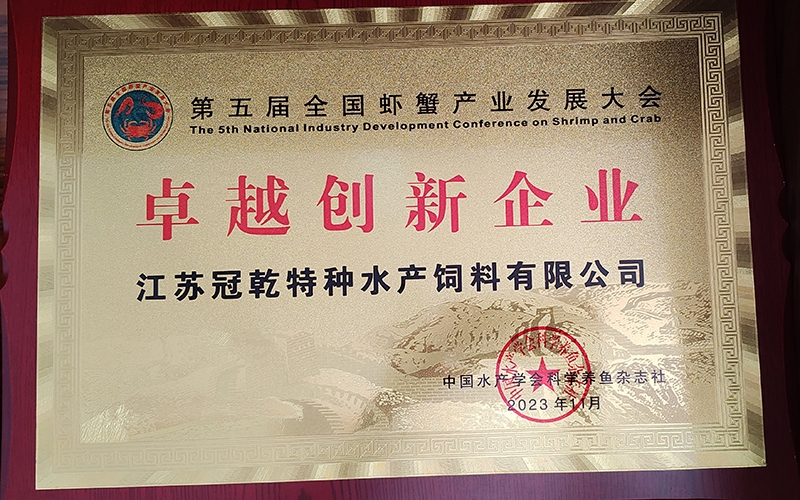 第五届全国虾蟹产业发展大会
The 5th National Industry Development Conference on Shrimp and Crab
卓越创新企业
江苏冠乾特种水产饲料有限公司
中国水产学会科学养鱼杂志社
2023年11月